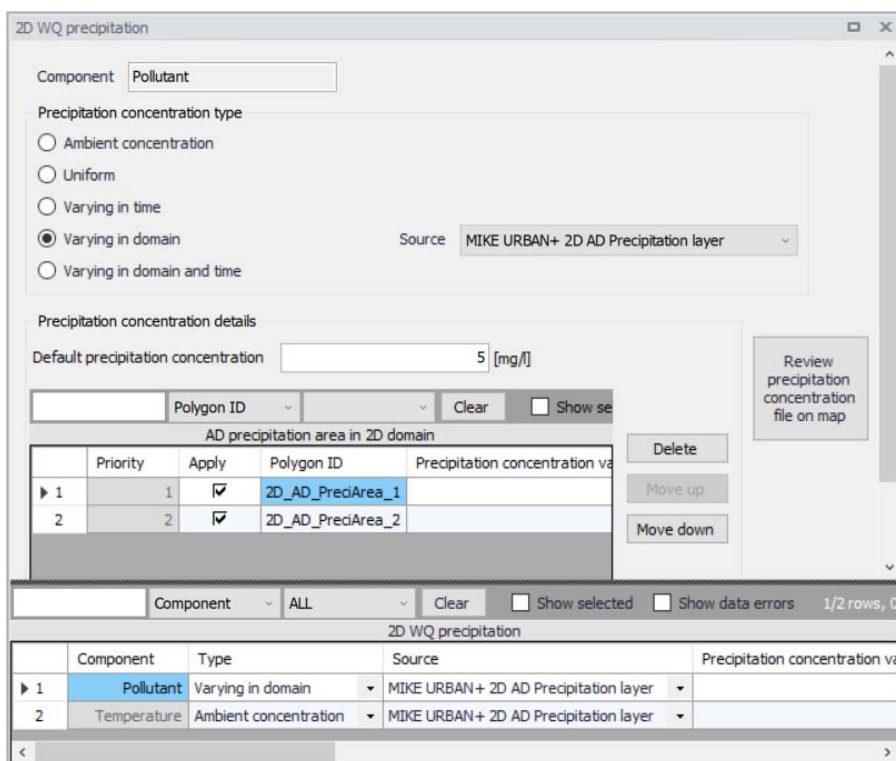 2D WQ precipitation
Component Pollutant
Precipitation concentration type
Ambient concentration
Uniform
Varying in time
Varying in domain Source MIKE URBAN+ 2D AD Precipitation layer
Varying in domain and time
Precipitation concentration details
Default precipitation concentration 5 [mg/l]
Review
precipitation
concentration
file on map
Polygon ID Clear Show se
AD precipitation area in 2D domain
Priority Apply Polygon ID Precipitation concentration va
1 1 2D_AD_PreciArea_1
2 2 2D_AD_PreciArea_2
Delete
Move up
Move down
Component ALL Clear Show selected Show data errors 1/2 rows, 0
2D WQ precipitation
Component Type Source Precipitation concentration va
1 Pollutant Varying in domain MIKE URBAN+ 2D AD Precipitation layer
2 Temperature Ambient concentration MIKE URBAN+ 2D AD Precipitation layer